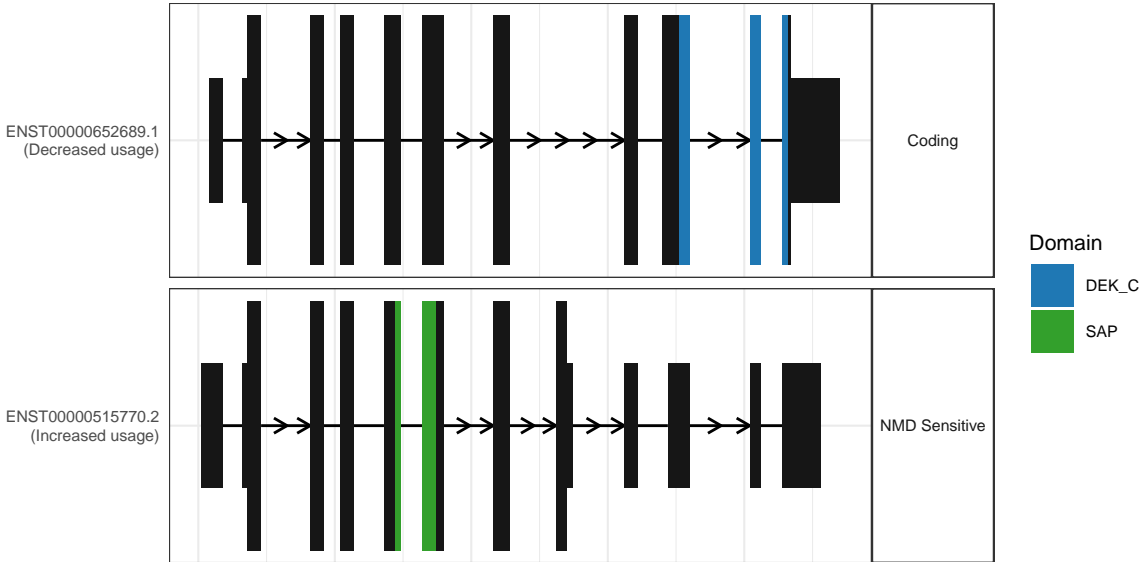 ENST00000652689.1
(Decreased usage)
Coding
Domain
DEK_C
SAP
ENST00000515770.2
(Increased usage)
NMD Sensitive